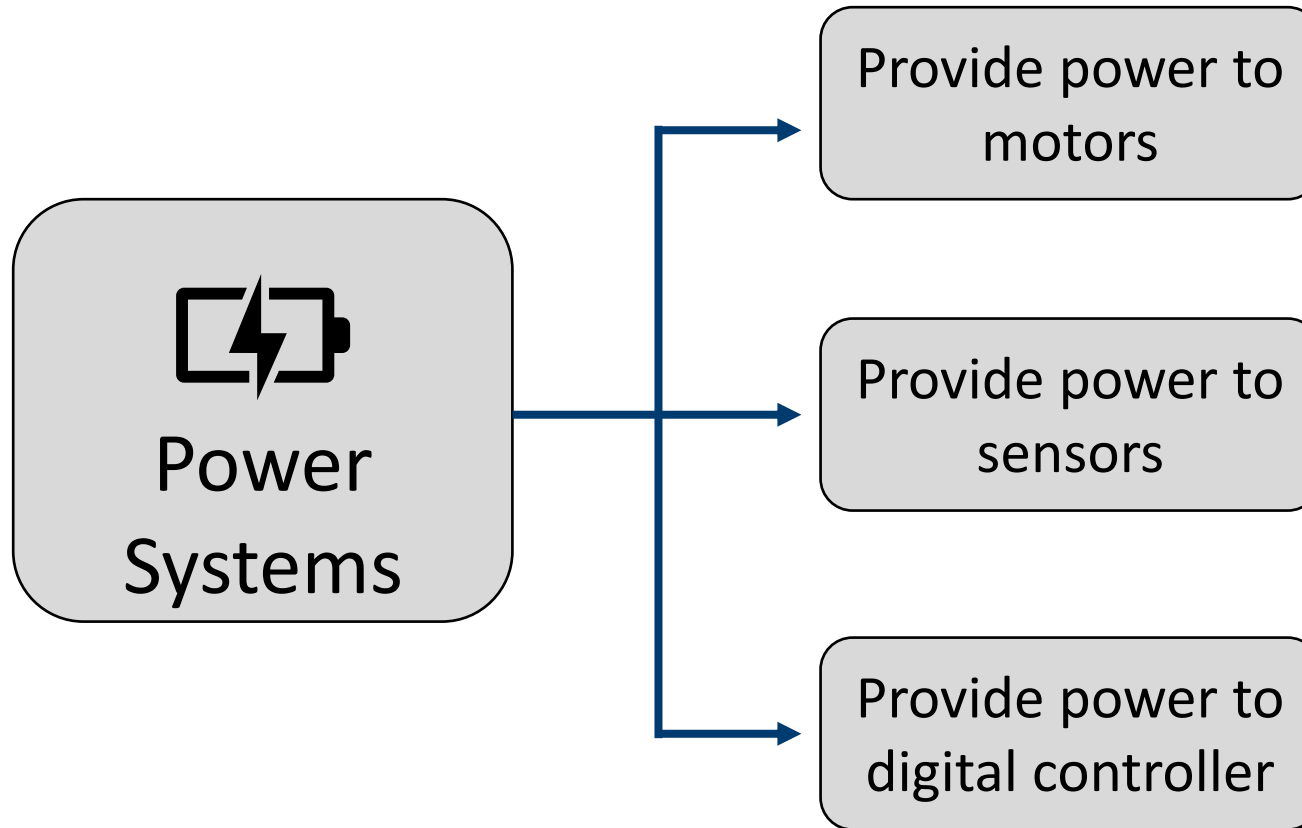 Provide power to
motors
Power
Systems
Provide power to
sensors
Provide power to
digital controller